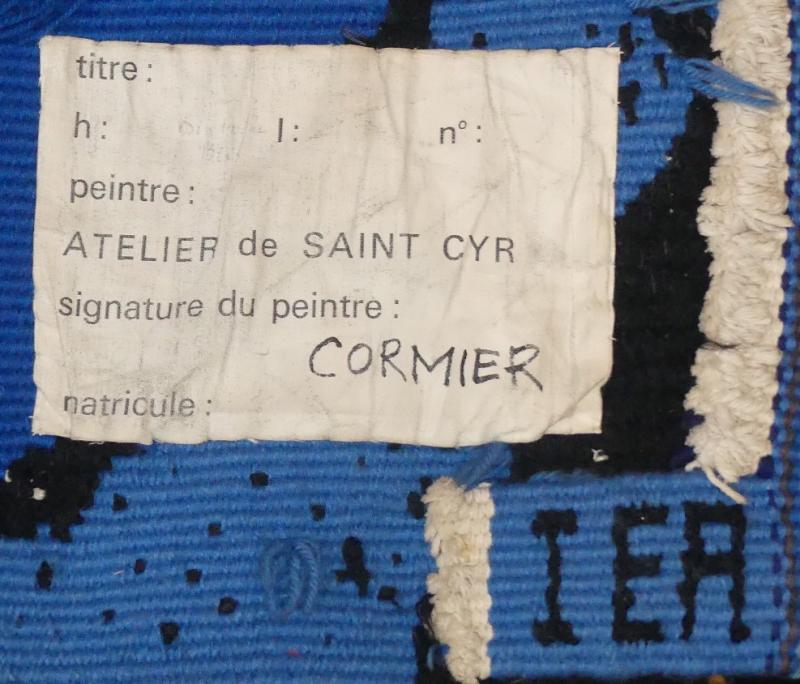 titre :
h : l : n° :
peintre :
ATELIER de SAINT CYR
signature du peintre :
CORMIER
matricule :
IER